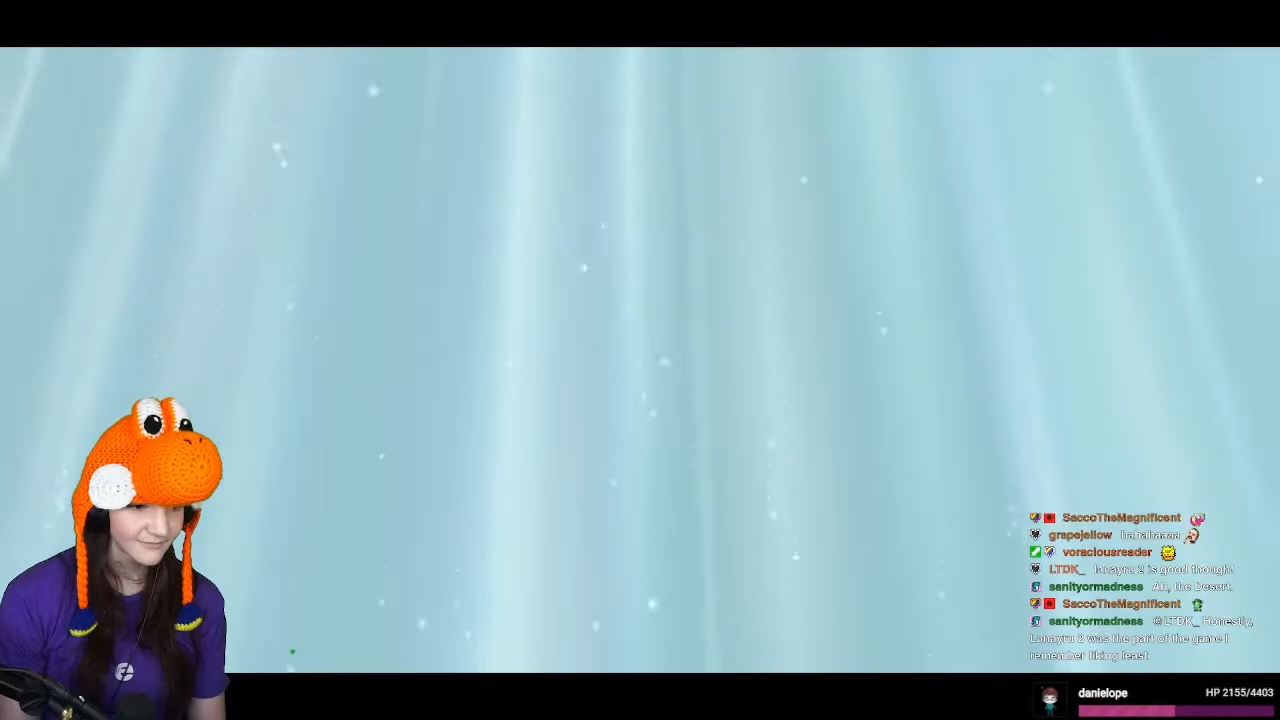 SaccoTheMagnificent
grapejellow hahahaaaa
voraciousreader
LTDK_ lanayru 2 is good though!
sanityormadness Ah, the Desert.
SaccoTheMagnificent
sanityormadness @LTDK_ Honestly,
Lanayru 2 was the part of the game I
remember liking least
danielope HP 2155/4403